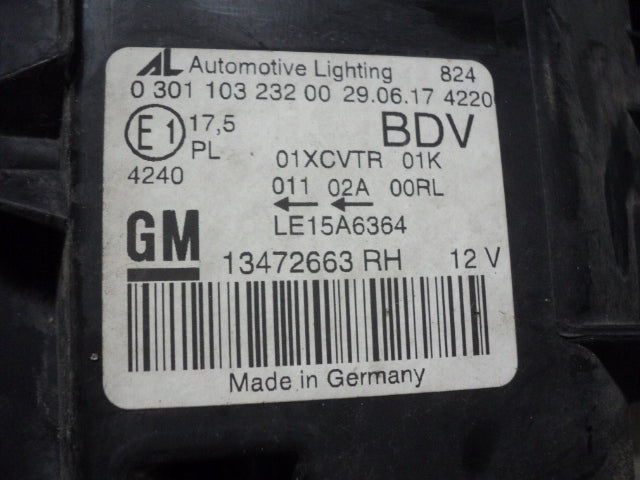 AL Automotive Lighting 824
0 301 103 232 00 29.06.17 4220
E1 17,5 BDV
PL 01XCVTR 01K
4240 011 02A 00RL
LE15A6364
GM
13472663 RH 12 V
Made in Germany